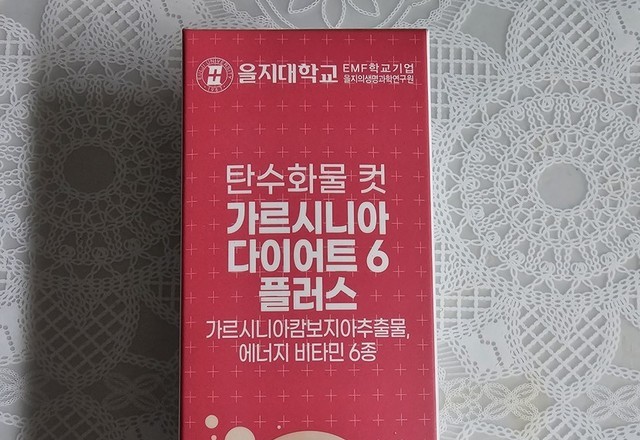 을지대학교 EMF학교기업
을지의생명과학연구원
탄수화물 컷
가르시니아
다이어트 6
플러스
가르시니아캄보지아추출물,
에너지 비타민 6종